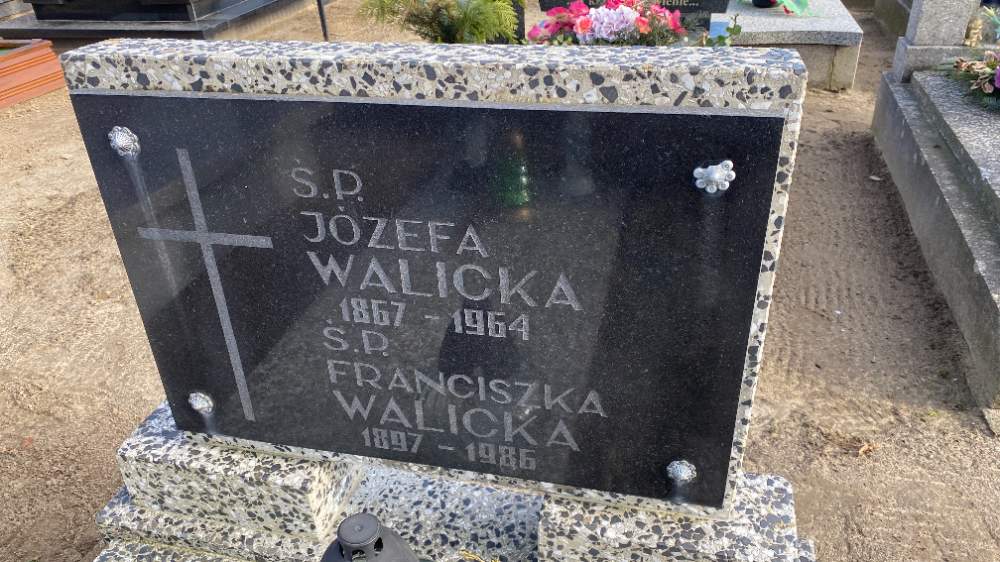 Ś.P.
JÓZEFA
WALICKA
1867 - 1964
Ś.P.
FRANCISZKA
WALICKA
1897 - 1986